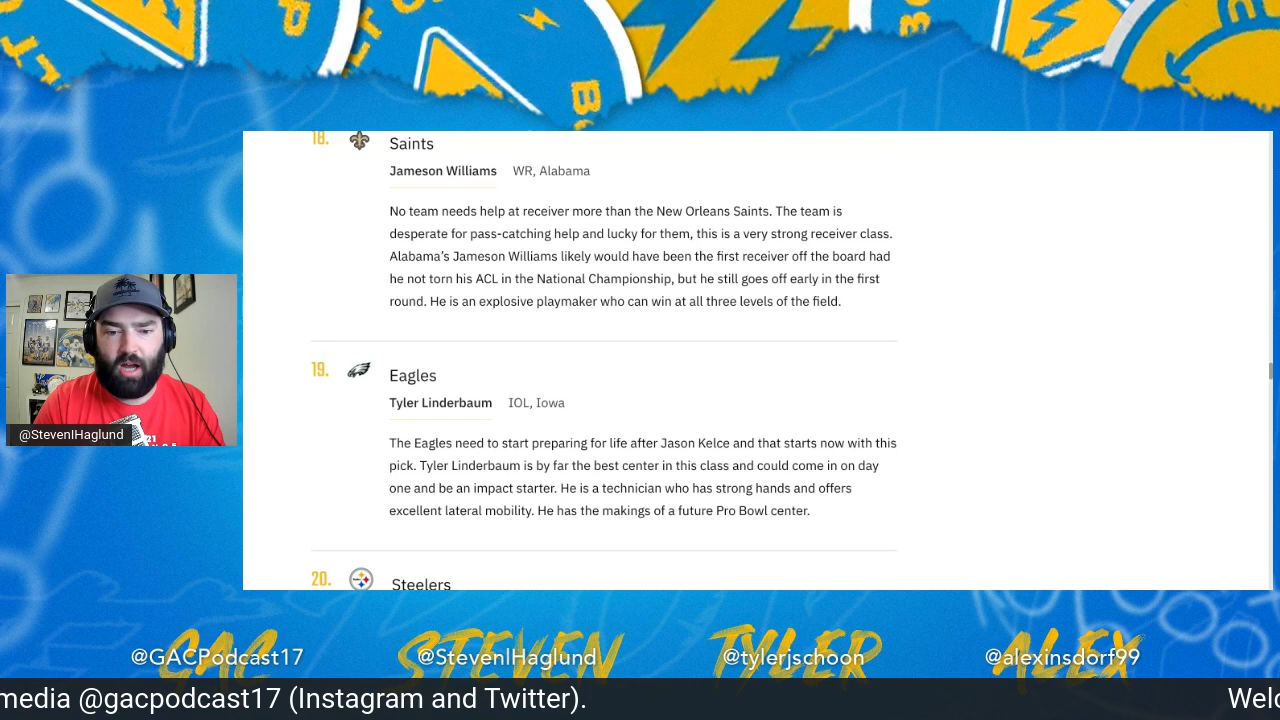 18.
Saints
Jameson Williams WR, Alabama
No team needs help at receiver more than the New Orleans Saints. The team is
desperate for pass-catching help and lucky for them, this is a very strong receiver class.
Alabama’s Jameson Williams likely would have been the first receiver off the board had
he not torn his ACL in the National Championship, but he still goes off early in the first
round. He is an explosive playmaker who can win at all three levels of the field.
19.
Eagles
Tyler Linderbaum IOL, Iowa
The Eagles need to start preparing for life after Jason Kelce and that starts now with this
pick. Tyler Linderbaum is by far the best center in this class and could come in on day
one and be an impact starter. He is a technician who has strong hands and offers
excellent lateral mobility. He has the makings of a future Pro Bowl center.
20.
Steelers
@StevenIHaglund
GAC STEVEN TYLER ALEX
@GACPodcast17 @StevenIHaglund @tylerjschoon @alexinsdorf99
media @gacpodcast17 (Instagram and Twitter). Welc